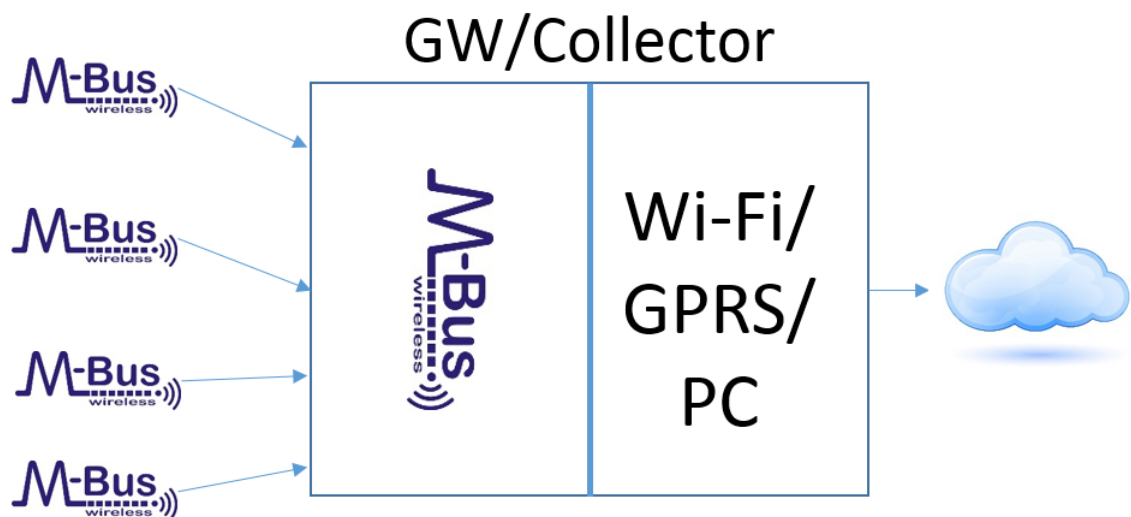 GW/Collector
M-Bus
wireless
M-Bus
wireless
M-Bus
wireless
M-Bus
wireless
M-Bus
wireless
Wi-Fi/
GPRS/
PC